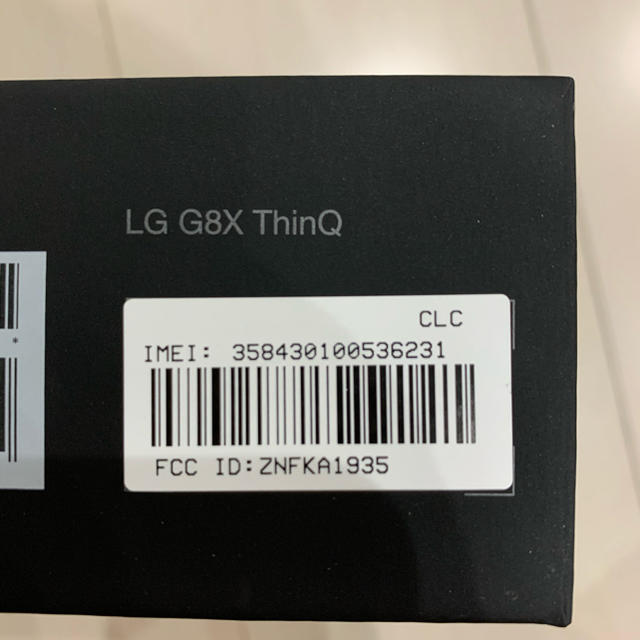 LG G8X ThinQ
CLC
IMEI: 358430100536231
FCC ID:ZNFKA1935
*